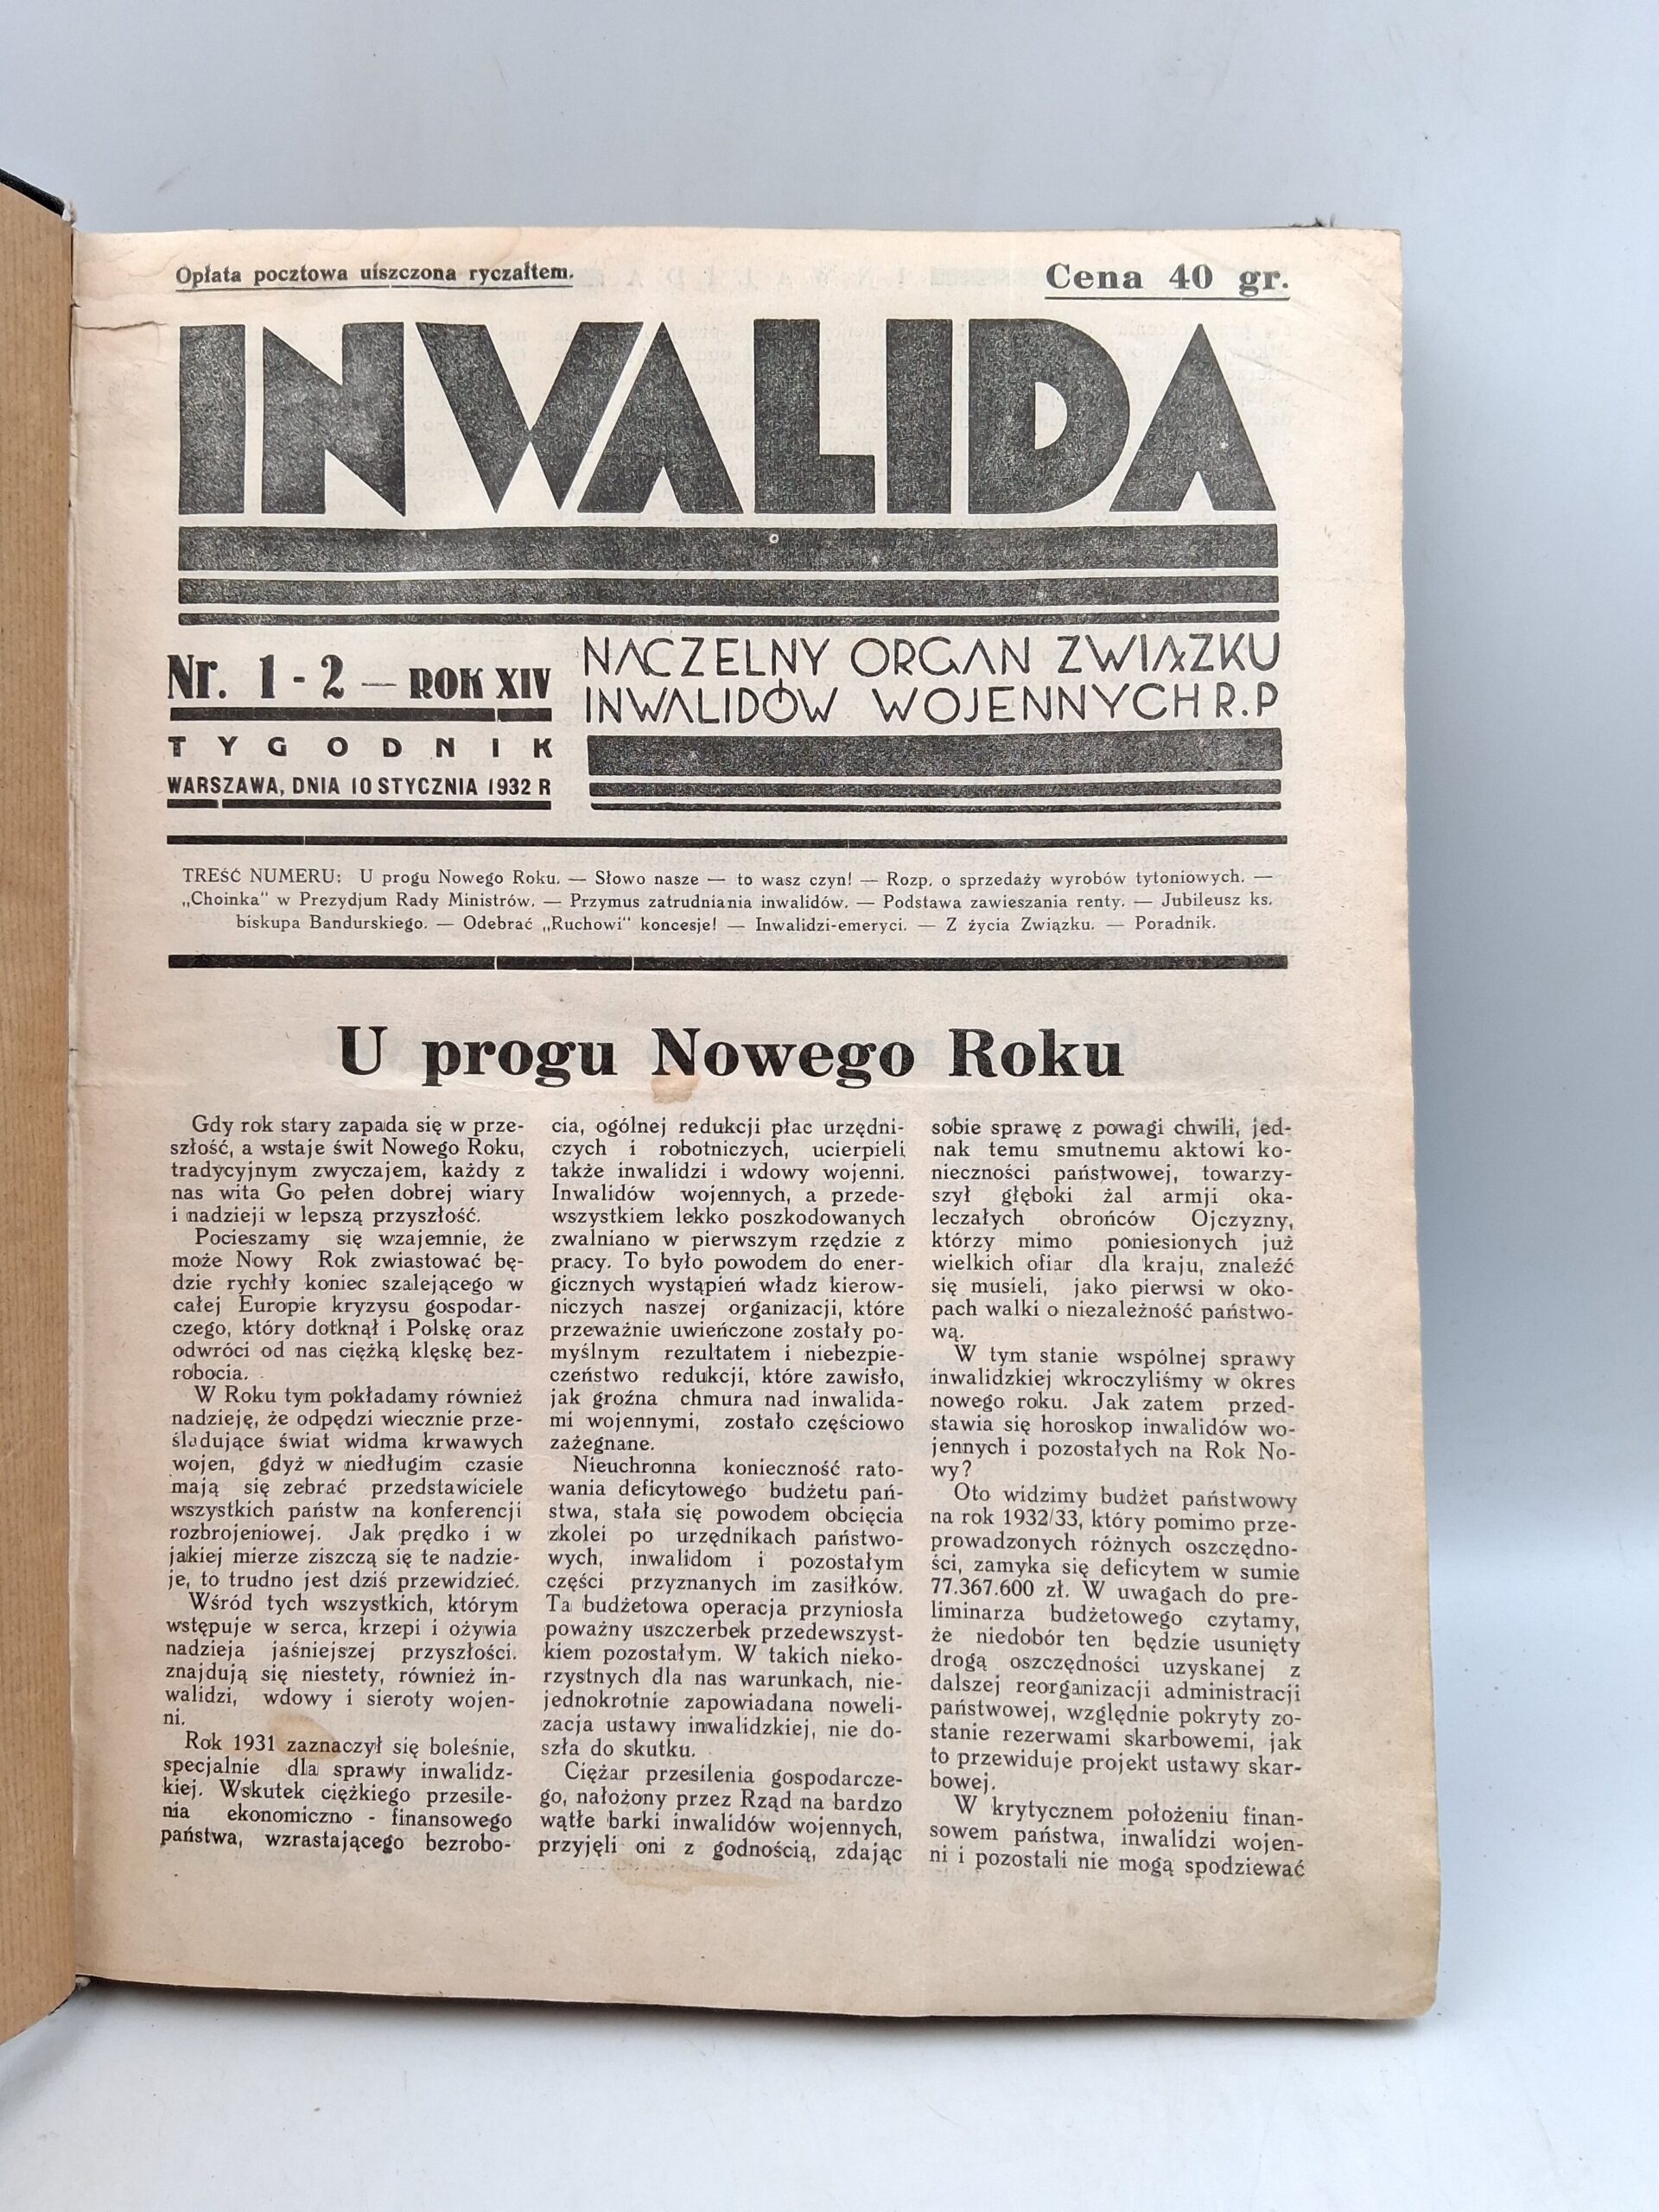 Opłata pocztowa uiszczona ryczałtem.
Cena 40 gr.
INWALIDA
Nr. 1 - 2 — ROK XIV
TYGODNIK
WARSZAWA, DNIA 10 STYCZNIA 1932 R
NACZELNY ORGAN ZWIĄZKU
INWALIDÓW WOJENNYCH R.P
TREŚĆ NUMERU: U progu Nowego Roku. — Słowo nasze — to wasz czyn! — Rozp. o sprzedaży wyrobów tytoniowych. —
„Choinka" w Prezydjum Rady Ministrów. — Przymus zatrudniania inwalidów. — Podstawa zawieszania renty. — Jubileusz ks.
biskupa Bandurskiego. — Odebrać „Ruchowi" koncesje! — Inwalidzi-emeryci. — Z życia Związku. — Poradnik.
U progu Nowego Roku
Gdy rok stary zapada się w prze-
szłość, a wstaje świt Nowego Roku,
tradycyjnym zwyczajem, każdy z
nas wita Go pełen dobrej wiary
i nadzieji w lepszą przyszłość.
Pocieszamy się wzajemnie, że
może Nowy Rok zwiastować bę-
dzie rychły koniec szalejącego w
całej Europie kryzysu gospodar-
czego, który dotknął i Polskę oraz
odwróci od nas ciężką klęskę bez-
robocia.
W Roku tym pokładamy również
nadzieję, że odpędzi wiecznie prze-
śladujące świat widma krwawych
wojen, gdyż w niedługim czasie
mają się zebrać przedstawiciele
wszystkich państw na konferencji
rozbrojeniowej. Jak prędko i w
jakiej mierze ziszczą się te nadzie-
je, to trudno jest dziś przewidzieć.
Wśród tych wszystkich, którym
wstępuje w serca, krzepi i ożywia
nadzieja jaśniejszej przyszłości.
znajdują się niestety, również in-
walidzi, wdowy i sieroty wojen-
ni.
Rok 1931 zaznaczył się boleśnie,
specjalnie dla sprawy inwalidz-
kiej. Wskutek ciężkiego przesile-
nia ekonomiczno - finansowego
państwa, wzrastającego bezrobo-
cia, ogólnej redukcji płac urzędni-
czych i robotniczych, ucierpieli
także inwalidzi i wdowy wojenni.
Inwalidów wojennych, a przede-
wszystkiem lekko poszkodowanych
zwalniano w pierwszym rzędzie z
pracy. To było powodem do ener-
gicznych wystąpień władz kierow-
niczych naszej organizacji, które
przeważnie uwieńczone zostały po-
myślnym rezultatem i niebezpie-
czeństwo redukcji, które zawisło,
jak groźna chmura nad inwalida-
mi wojennymi, zostało częściowo
zażegnane.
Nieuchronna konieczność rato-
wania deficytowego budżetu pań-
stwa, stała się powodem obcięcia
zkolei po urzędnikach państwo-
wych, inwalidom i pozostałym
części przyznanych im zasiłków.
Ta budżetowa operacja przyniosła
poważny uszczerbek przedewszyst-
kiem pozostałym. W takich nieko-
rzystnych dla nas warunkach, nie-
jednokrotnie zapowiadana noweli-
zacja ustawy inwalidzkiej, nie do-
szła do skutku.
Ciężar przesilenia gospodarcze-
go, nałożony przez Rząd na bardzo
wątłe barki inwalidów wojennych,
przyjęli oni z godnością, zdając
sobie sprawę z powagi chwili, jed-
nak temu smutnemu aktowi ko-
nieczności państwowej, towarzy-
szył głęboki żal armji oka-
leczałych obrońców Ojczyzny,
którzy mimo poniesionych już
wielkich ofiar dla kraju, znaleźć
się musieli, jako pierwsi w oko-
pach walki o niezależność państwo-
wą.
W tym stanie wspólnej sprawy
inwalidzkiej wkroczyliśmy w okres
nowego roku. Jak zatem przed-
stawia się horoskop inwalidów wo-
jennych i pozostałych na Rok No-
wy?
Oto widzimy budżet państwowy
na rok 1932/33, który pomimo prze-
prowadzonych różnych oszczędno-
ści, zamyka się deficytem w sumie
77.367.600 zł. W uwagach do pre-
liminarza budżetowego czytamy,
że niedobór ten będzie usunięty
drogą oszczędności uzyskanej z
dalszej reorganizacji administracji
państwowej, względnie pokryty zo-
stanie rezerwami skarbowemi, jak
to przewiduje projekt ustawy skar-
bowej.
W krytycznem położeniu finan-
sowem państwa, inwalidzi wojen-
ni i pozostali nie mogą spodziewać